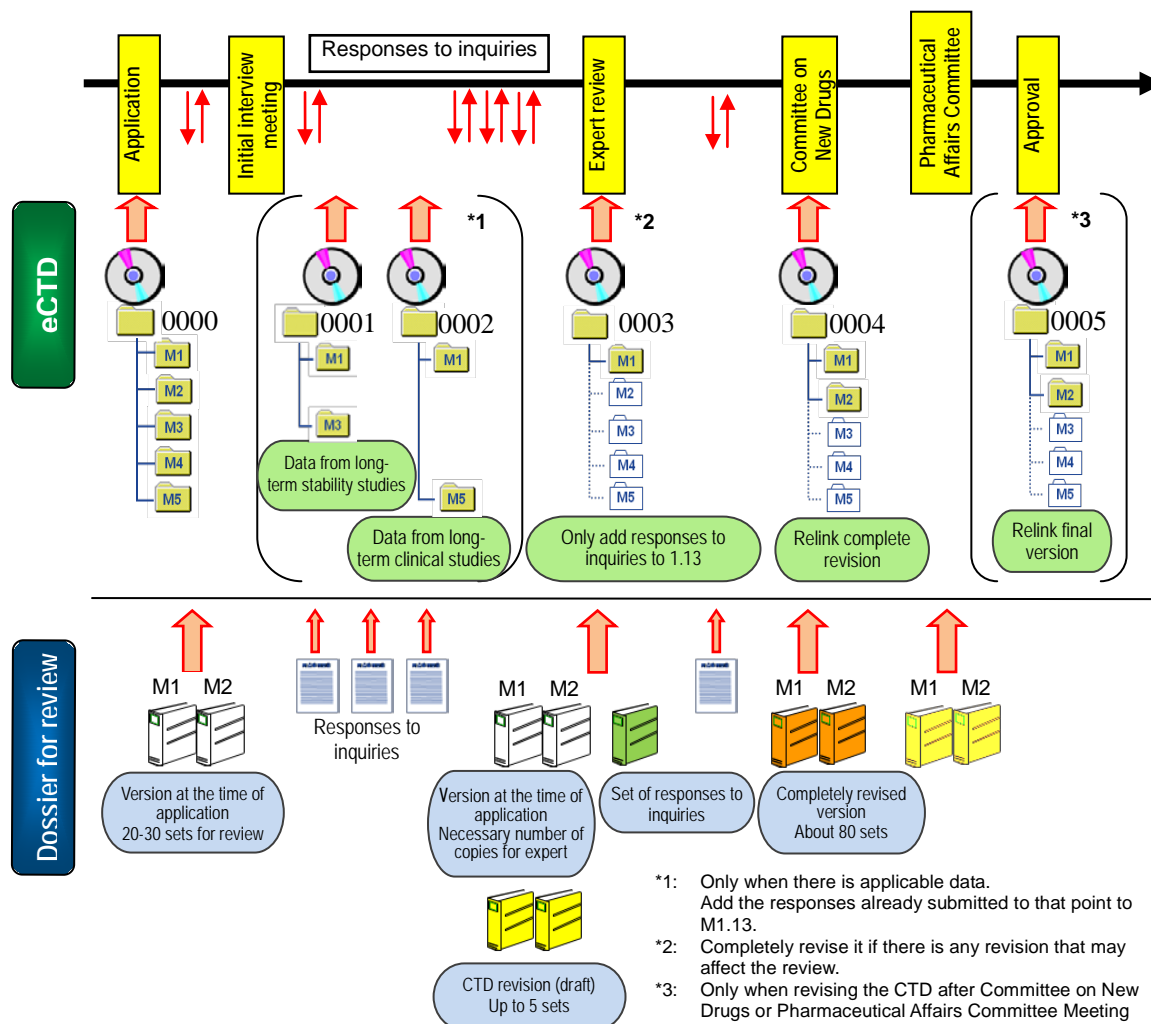 Responses to inquiries
Application
Initial interview
meeting
Expert review
Committee on
New Drugs
Pharmaceutical
Affairs Committee
Approval
eCTD
*1
*2
*3
0000
M1
M2
M3
M4
M5
0001
M1
M3
Data from long-
term stability studies
0002
M1
M5
Data from long-
term clinical studies
0003
M1
M2
M3
M4
M5
Only add responses to
inquiries to 1.13
0004
M1
M2
M3
M4
M5
Relink complete
revision
0005
M1
M2
M3
M4
M5
Relink final
version
Dossier for review
M1 M2
Version at the time of
application
20-30 sets for review
Responses to
inquiries
M1 M2
Version at the time of
application
Necessary number of
copies for expert
Set of responses to
inquiries
M1 M2
Completely revised
version
About 80 sets
M1 M2
CTD revision (draft)
Up to 5 sets
*1: Only when there is applicable data.
Add the responses already submitted to that point to
M1.13.
*2: Completely revise it if there is any revision that may
affect the review.
*3: Only when revising the CTD after Committee on New
Drugs or Pharmaceutical Affairs Committee Meeting